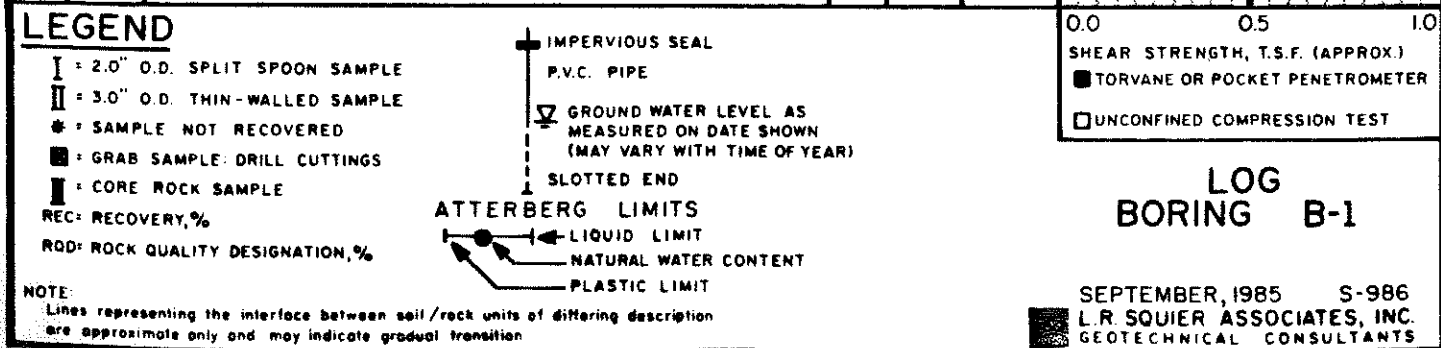 LEGEND
= 2.0" O.D. SPLIT SPOON SAMPLE
= 3.0" O.D. THIN-WALLED SAMPLE
* = SAMPLE NOT RECOVERED
= GRAB SAMPLE: DRILL CUTTINGS
= CORE ROCK SAMPLE
REC= RECOVERY,%
RQD= ROCK QUALITY DESIGNATION,%
IMPERVIOUS SEAL
P.V.C. PIPE
GROUND WATER LEVEL AS
MEASURED ON DATE SHOWN
(MAY VARY WITH TIME OF YEAR)
SLOTTED END
ATTERBERG LIMITS
LIQUID LIMIT
NATURAL WATER CONTENT
PLASTIC LIMIT
NOTE:
Lines representing the interface between soil/rock units of differing description
are approximate only and may indicate gradual transition
0.0 0.5 1.0
SHEAR STRENGTH, T.S.F. (APPROX.)
TORVANE OR POCKET PENETROMETER
UNCONFINED COMPRESSION TEST
LOG
BORING B-1
SEPTEMBER, 1985 S-986
L.R. SQUIER ASSOCIATES, INC.
GEOTECHNICAL CONSULTANTS